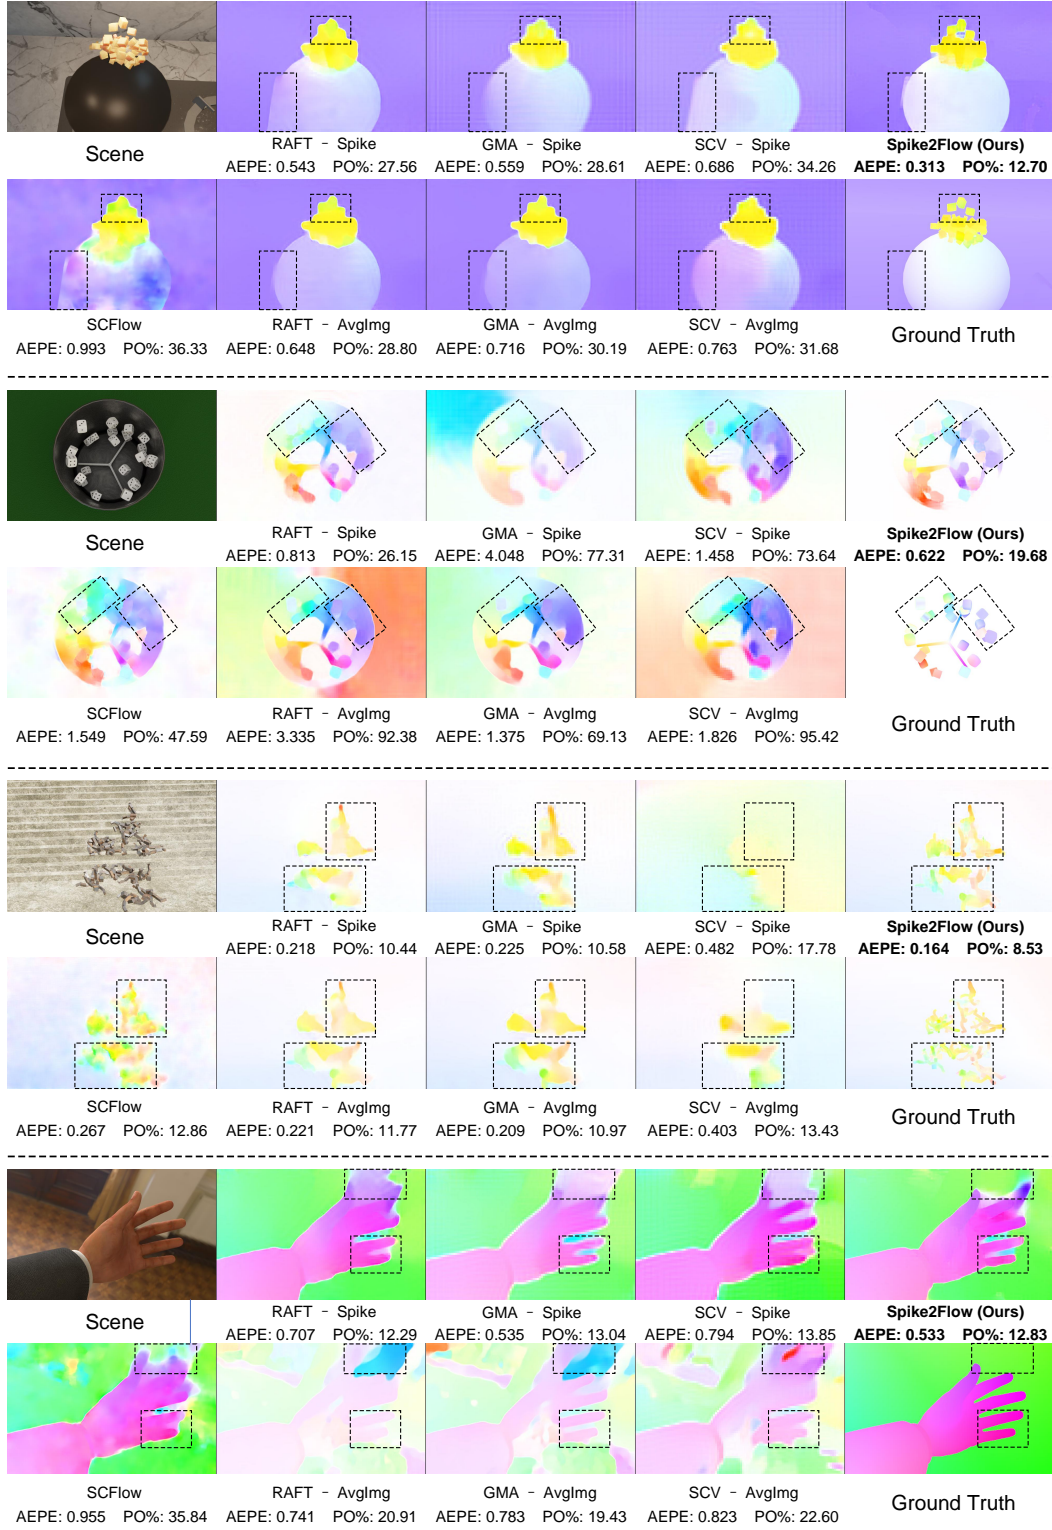 Scene
RAFT - Spike
AEPE: 0.543 PO%: 27.56
GMA - Spike
AEPE: 0.559 PO%: 28.61
SCV - Spike
AEPE: 0.686 PO%: 34.26
Spike2Flow (Ours)
AEPE: 0.313 PO%: 12.70
SCFlow
AEPE: 0.993 PO%: 36.33
RAFT - AvgImg
AEPE: 0.648 PO%: 28.80
GMA - AvgImg
AEPE: 0.716 PO%: 30.19
SCV - AvgImg
AEPE: 0.763 PO%: 31.68
Ground Truth
Scene
RAFT - Spike
AEPE: 0.813 PO%: 26.15
GMA - Spike
AEPE: 4.048 PO%: 77.31
SCV - Spike
AEPE: 1.458 PO%: 73.64
Spike2Flow (Ours)
AEPE: 0.622 PO%: 19.68
SCFlow
AEPE: 1.549 PO%: 47.59
RAFT - AvgImg
AEPE: 3.335 PO%: 92.38
GMA - AvgImg
AEPE: 1.375 PO%: 69.13
SCV - AvgImg
AEPE: 1.826 PO%: 95.42
Ground Truth
Scene
RAFT - Spike
AEPE: 0.218 PO%: 10.44
GMA - Spike
AEPE: 0.225 PO%: 10.58
SCV - Spike
AEPE: 0.482 PO%: 17.78
Spike2Flow (Ours)
AEPE: 0.164 PO%: 8.53
SCFlow
AEPE: 0.267 PO%: 12.86
RAFT - AvgImg
AEPE: 0.221 PO%: 11.77
GMA - AvgImg
AEPE: 0.209 PO%: 10.97
SCV - AvgImg
AEPE: 0.403 PO%: 13.43
Ground Truth
Scene
RAFT - Spike
AEPE: 0.707 PO%: 12.29
GMA - Spike
AEPE: 0.535 PO%: 13.04
SCV - Spike
AEPE: 0.794 PO%: 13.85
Spike2Flow (Ours)
AEPE: 0.533 PO%: 12.83
SCFlow
AEPE: 0.955 PO%: 35.84
RAFT - AvgImg
AEPE: 0.741 PO%: 20.91
GMA - AvgImg
AEPE: 0.783 PO%: 19.43
SCV - AvgImg
AEPE: 0.823 PO%: 22.60
Ground Truth